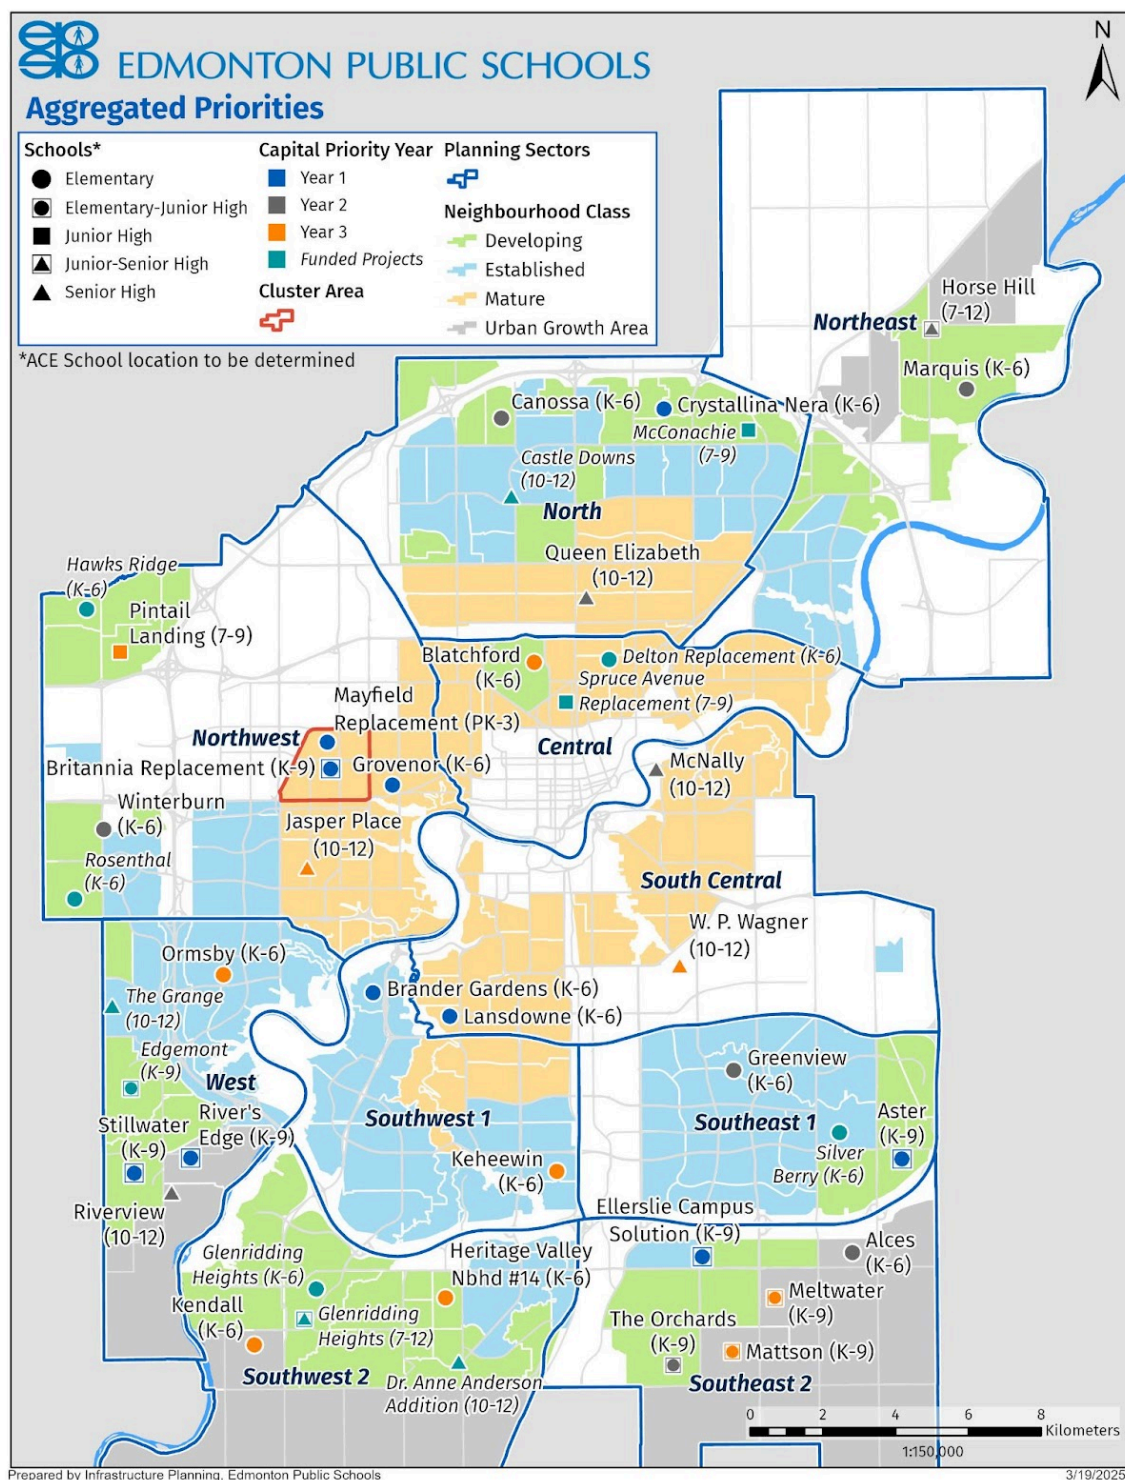 EDMONTON PUBLIC SCHOOLS
Aggregated Priorities
Schools*
Elementary
Elementary-Junior High
Junior High
Junior-Senior High
Senior High
Capital Priority Year
Year 1
Year 2
Year 3
Funded Projects
Cluster Area
Planning Sectors
Neighbourhood Class
Developing
Established
Mature
Urban Growth Area
*ACE School location to be determined
N
Horse Hill
(7-12)
Northeast
Marquis (K-6)
Canossa (K-6)
Crystallina Nera (K-6)
McConachie
(7-9)
Castle Downs
(10-12)
North
Queen Elizabeth
(10-12)
Hawks Ridge
(K-6)
Pintail
Landing (7-9)
Blatchford
(K-6)
Delton Replacement (K-6)
Spruce Avenue
Replacement (7-9)
Mayfield
Replacement (PK-3)
Northwest
Central
Britannia Replacement (K-9)
Grovenor (K-6)
McNally
(10-12)
Winterburn
(K-6)
Jasper Place
(10-12)
Rosenthal
(K-6)
South Central
W. P. Wagner
(10-12)
Ormsby (K-6)
The Grange
(10-12)
Brander Gardens (K-6)
Lansdowne (K-6)
Edgemont
(K-9)
West
Greenview
(K-6)
Stillwater
(K-9)
River's
Edge (K-9)
Southwest 1
Southeast 1
Aster
(K-9)
Silver
Berry (K-6)
Keheewin
(K-6)
Riverview
(10-12)
Ellerslie Campus
Solution (K-9)
Glenridding
Heights (K-6)
Heritage Valley
Nbhd #14 (K-6)
Alces
(K-6)
Meltwater
(K-9)
Kendall
(K-6)
Glenridding
Heights (7-12)
The Orchards
(K-9)
Mattson (K-9)
Southwest 2
Dr. Anne Anderson
Addition (10-12)
Southeast 2
0 2 4 6 8
Kilometers
1:150,000
Prepared by Infrastructure Planning, Edmonton Public Schools
3/19/2025